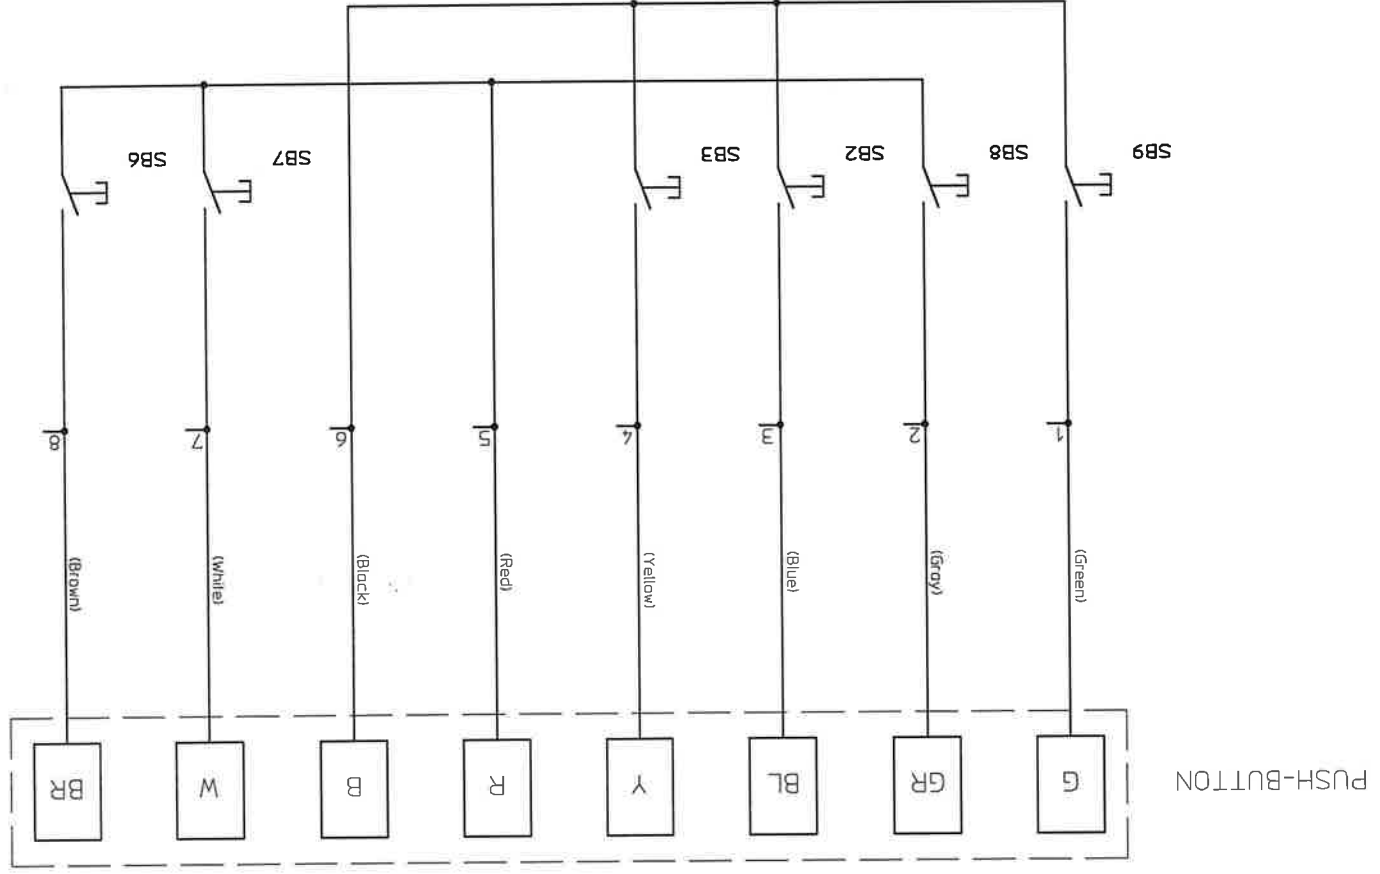 PUSH-BUTTON
G
GR
BL
Y
R
B
W
BR
(Green)
(Gray)
(Blue)
(Yellow)
(Red)
(Black)
(White)
(Brown)
1
2
3
4
5
6
7
8
SB9
SB8
SB2
SB3
SB7
SB6